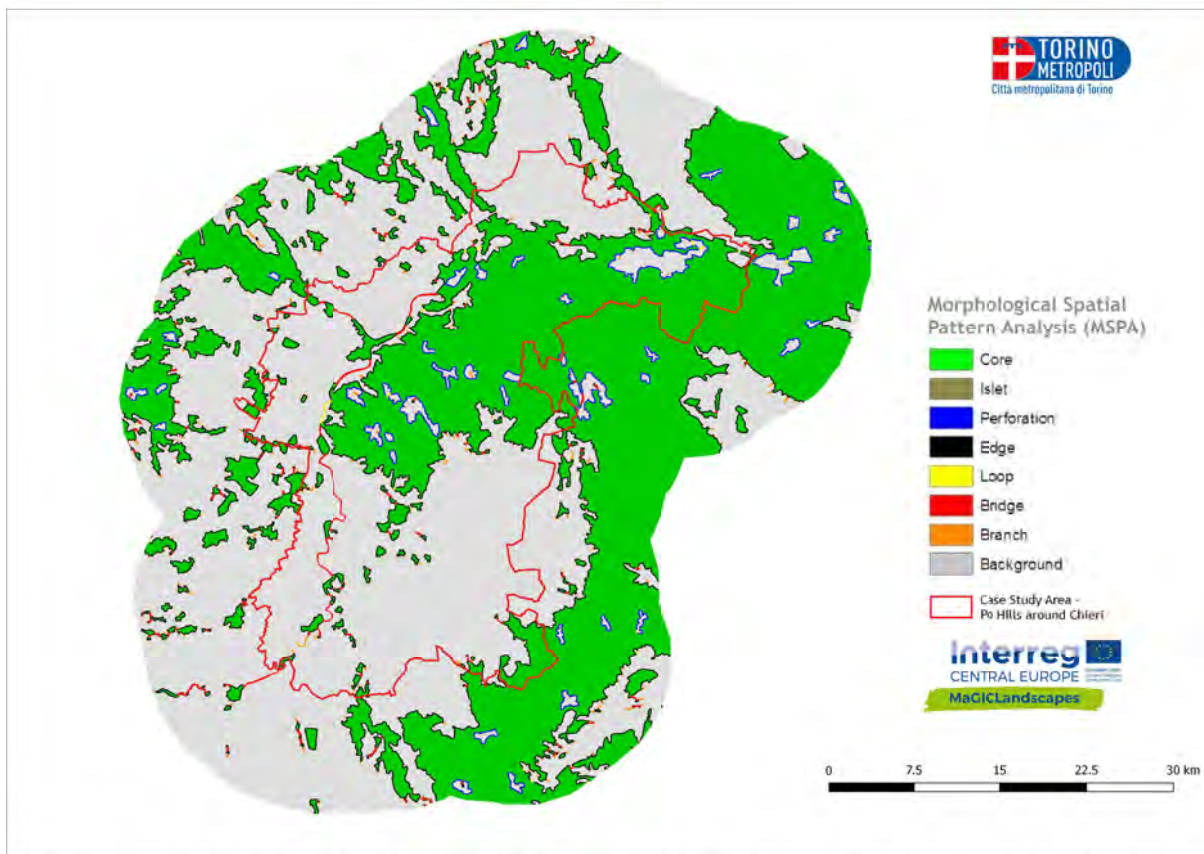 TORINO
METROPOLI
Città metropolitana di Torino
Morphological Spatial
Pattern Analysis (MSPA)
Core
Islet
Perforation
Edge
Loop
Bridge
Branch
Background
Case Study Area -
Po Hills around Chieri
Interreg
CENTRAL EUROPE
MaGICLandscapes
0 7.5 15 22.5 30 km